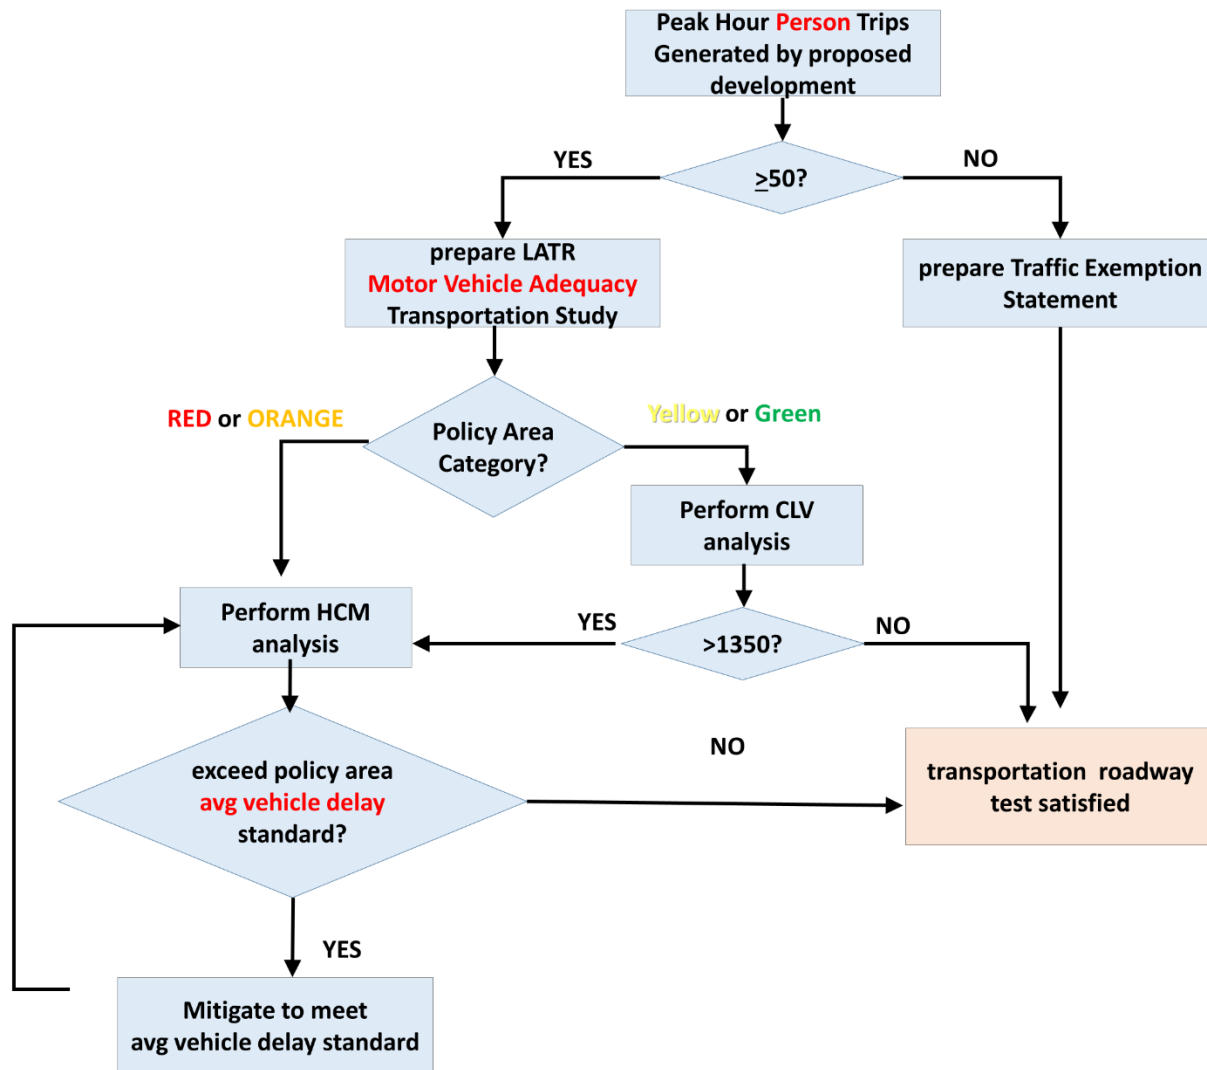 Peak Hour Person Trips
Generated by proposed
development
YES
NO
≥50?
prepare LATR
Motor Vehicle Adequacy
Transportation Study
prepare Traffic Exemption
Statement
RED or ORANGE
Yellow or Green
Policy Area
Category?
Perform CLV
analysis
Perform HCM
analysis
YES
>1350?
NO
exceed policy area
avg vehicle delay
standard?
NO
transportation roadway
test satisfied
YES
Mitigate to meet
avg vehicle delay standard